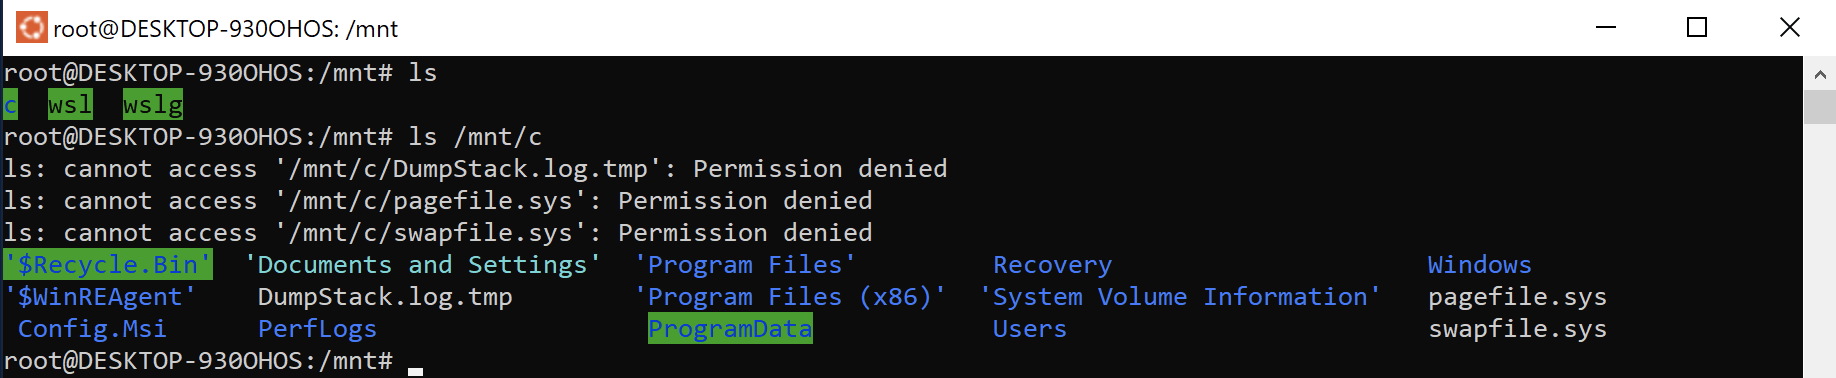 root@DESKTOP-930OHOS: /mnt
root@DESKTOP-930OHOS:/mnt# ls
c  wsl  wslg
root@DESKTOP-930OHOS:/mnt# ls /mnt/c
ls: cannot access '/mnt/c/DumpStack.log.tmp': Permission denied
ls: cannot access '/mnt/c/pagefile.sys': Permission denied
ls: cannot access '/mnt/c/swapfile.sys': Permission denied
'$Recycle.Bin'  'Documents and Settings'  'Program Files'  Recovery  Windows
'$WinREAgent'  DumpStack.log.tmp  'Program Files (x86)'  'System Volume Information'  pagefile.sys
Config.Msi  PerfLogs  ProgramData  Users  swapfile.sys
root@DESKTOP-930OHOS:/mnt#